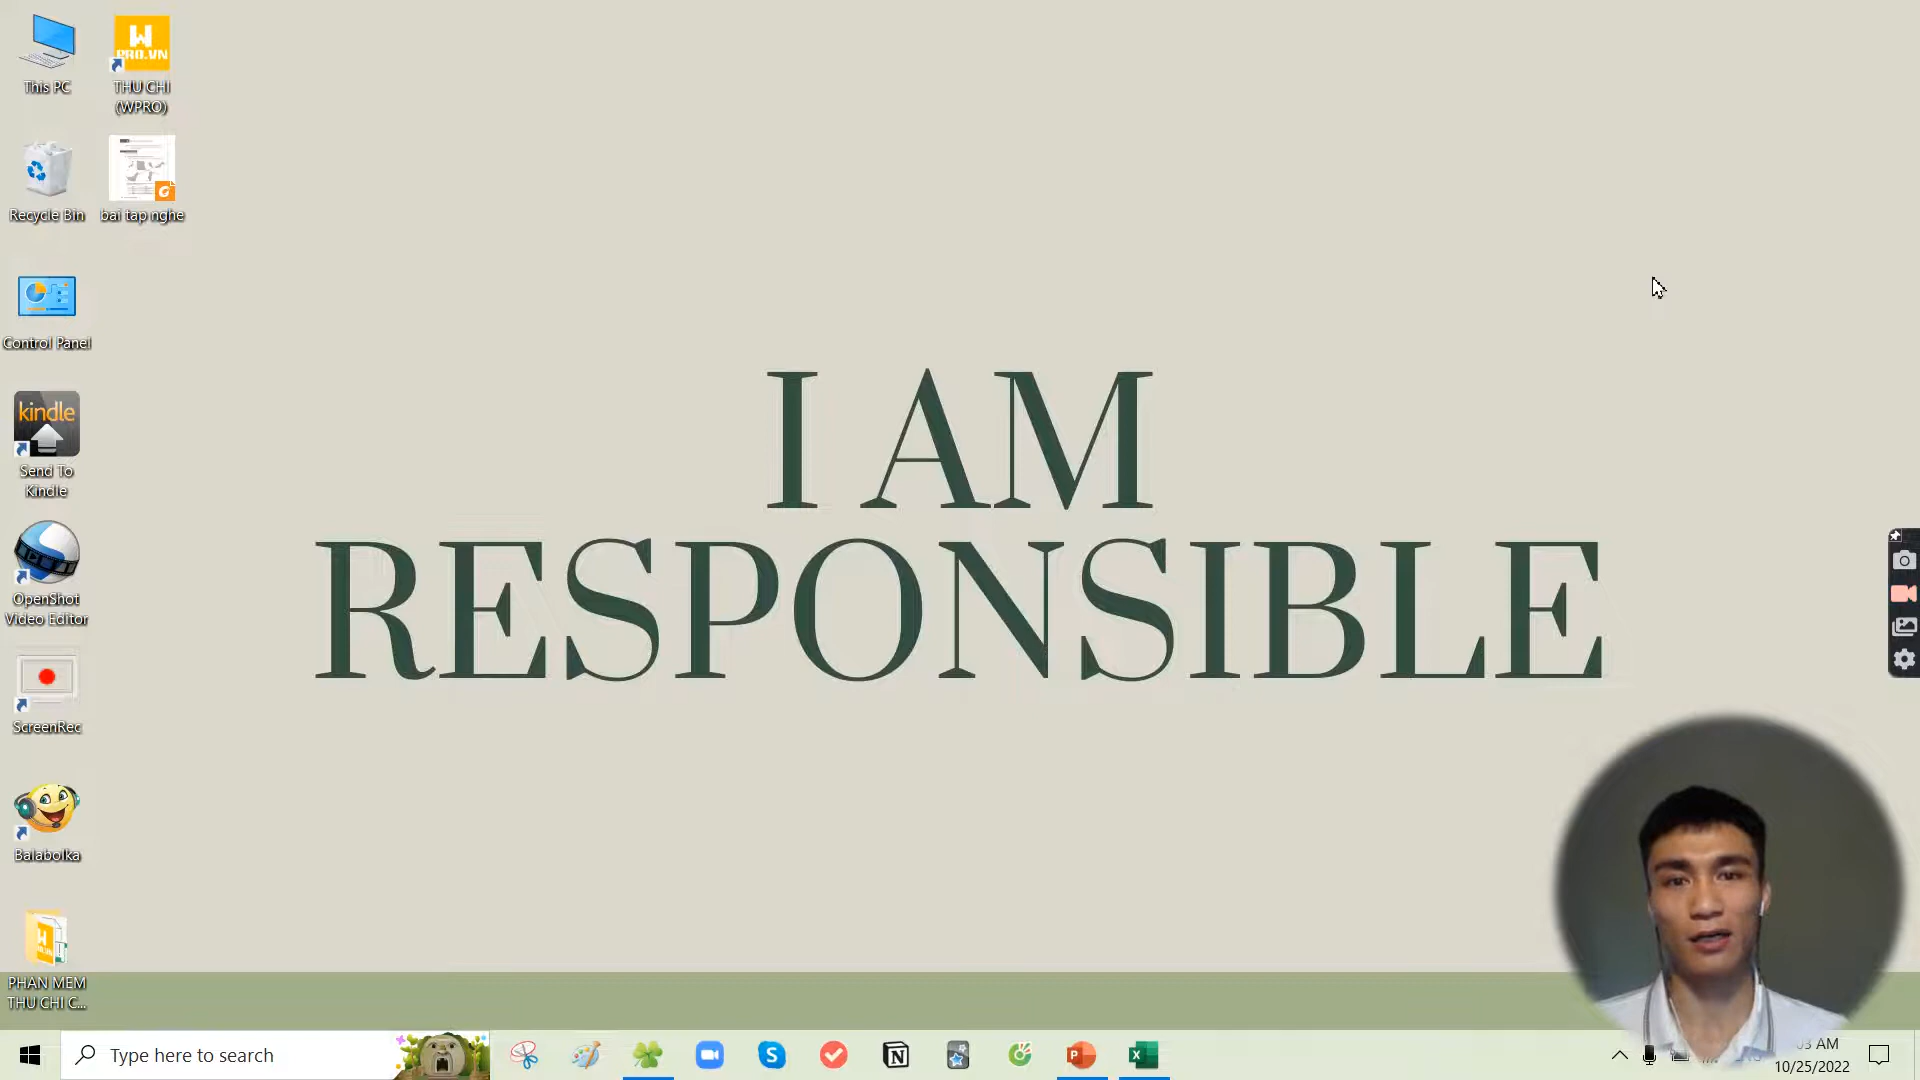 This PC
W
PRO.VN
THU CHI
(WPRO)
Recycle Bin
bai tap nghe
Control Panel
kindle
Send To
Kindle
OpenShot
Video Editor
ScreenRec
Balabolka
W
PHAN MEM
THU CHI C...
I AM
RESPONSIBLE
Type here to search
S
N
P
X
03 AM
10/25/2022